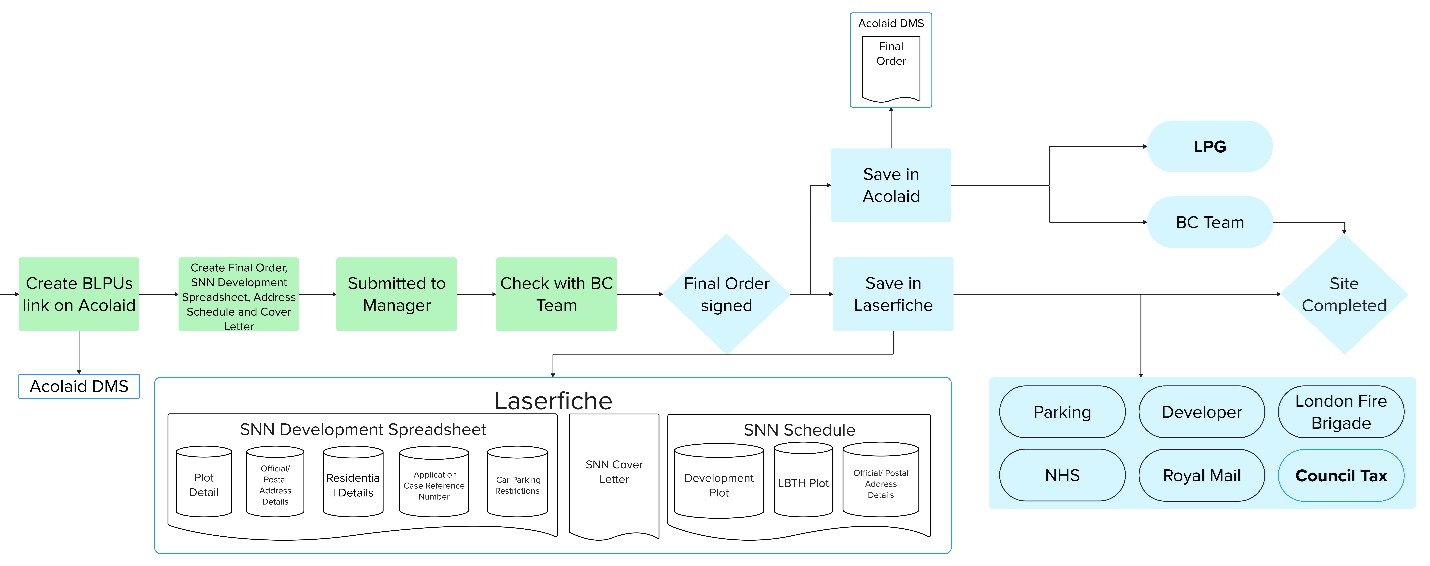 Acolaid DMS
Final
Order
Save in
Acolaid
LPG
BC Team
Create BLPUs
link on Acolaid
Create Final Order,
SNN Development
Spreadsheet, Address
Schedule and Cover
Letter
Submitted to
Manager
Check with BC
Team
Final Order
signed
Save in
Laserfiche
Site
Completed
Acolaid DMS
Laserfiche
SNN Development Spreadsheet
Plot
Detail
Official/
Postal
Address
Details
Residentia
l Details
Application
Case Reference
Number
Car Parking
Restrictions
SNN Cover
Letter
SNN Schedule
Development
Plot
LBTH Plot
Official/ Postal
Address
Details
Parking
Developer
London Fire
Brigade
NHS
Royal Mail
Council Tax